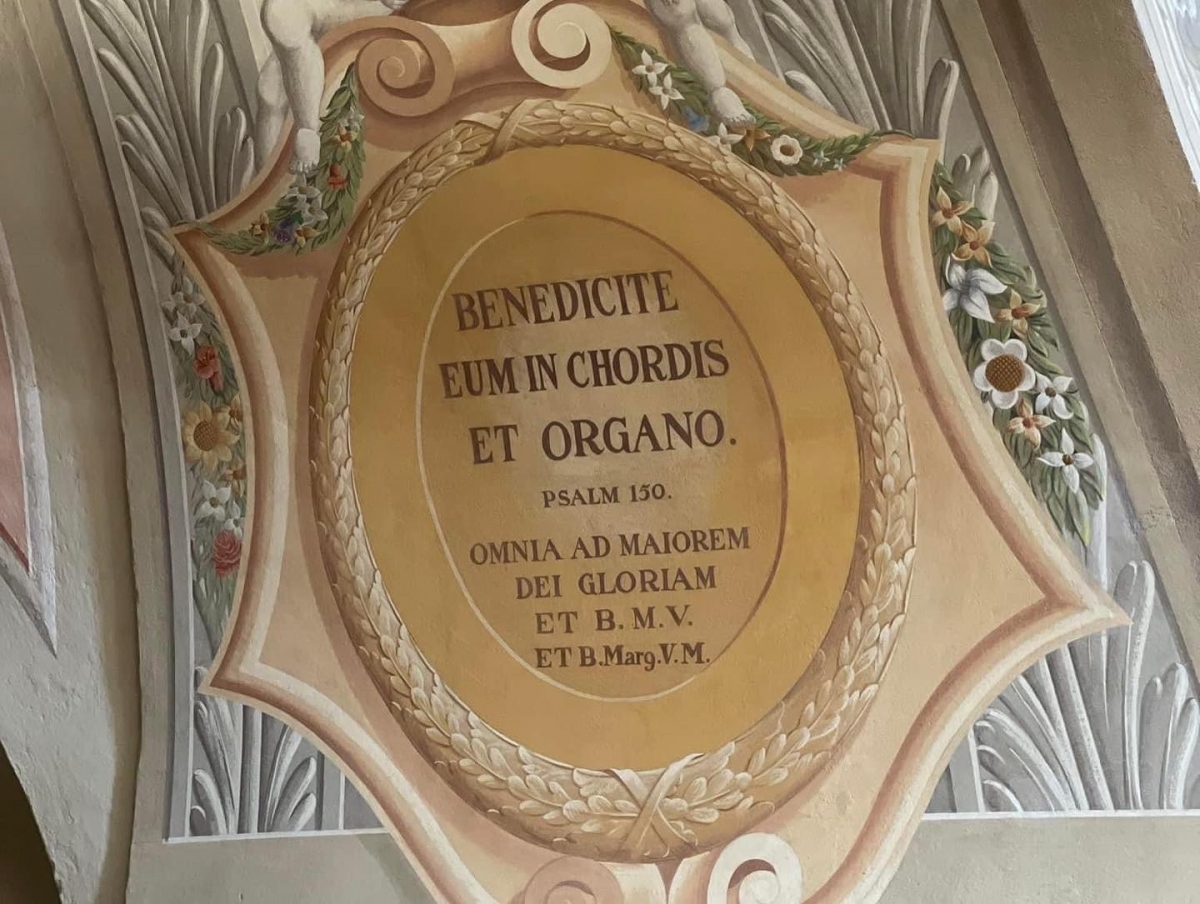 BENEDICITE
EUM IN CHORDIS
ET ORGANO.
PSALM 150.
OMNIA AD MAIOREM
DEI GLORIAM
ET B. M. V.
ET B. Marg. V. M.